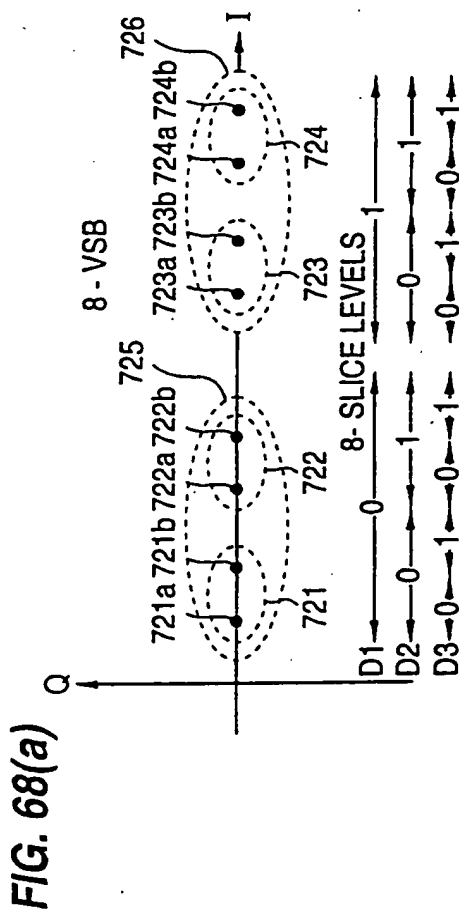 FIG. 68(a)
8 - VSB
Q
I
725
726
721a 721b 722a 722b 723a 723b 724a 724b
721
722
723
724
8- SLICE LEVELS
D1 0 1
D2 0 1 0 1
D3 0 1 0 1 0 1 0 1